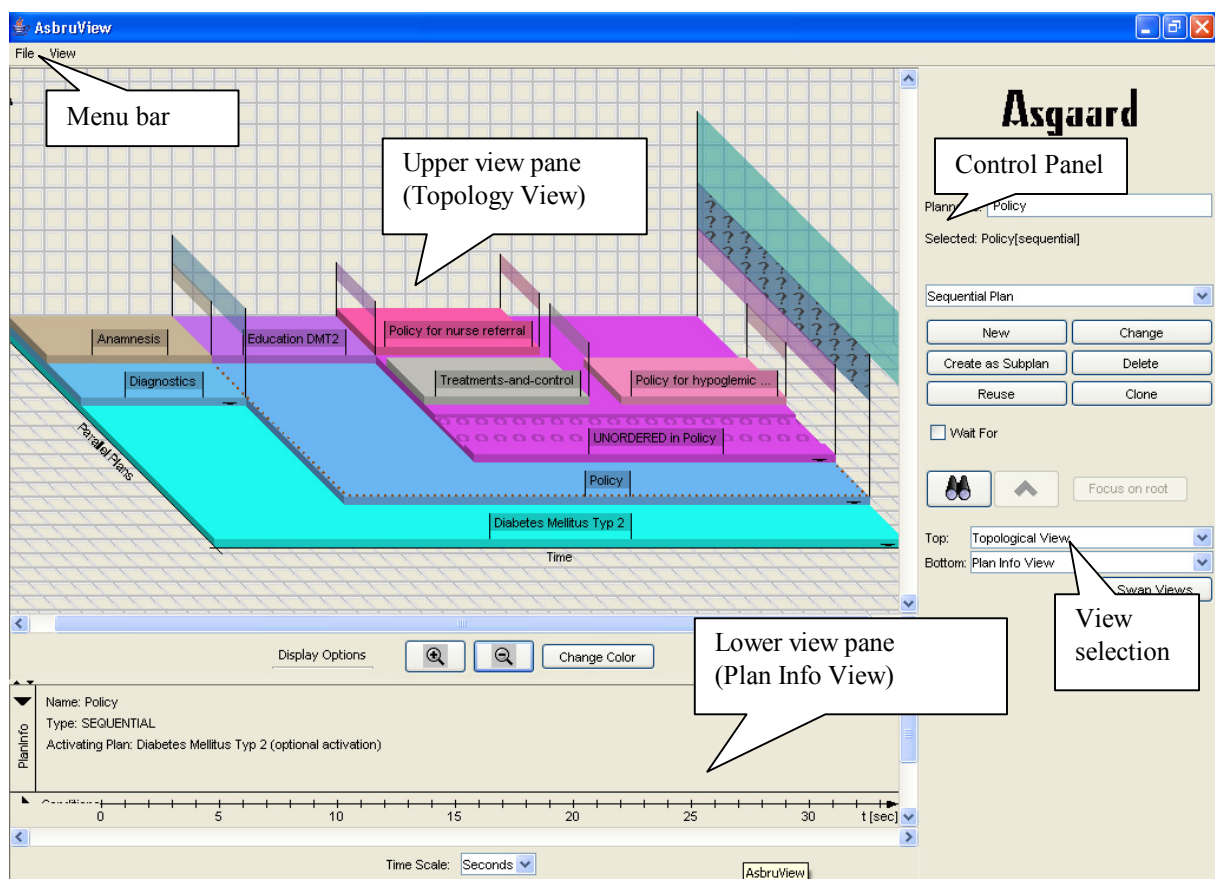 AsbruView
File View
Menu bar
Upper view pane
(Topology View)
Asgaard
Control Panel
Policy
Selected: Policy[sequential]
Sequential Plan
New Change
Create as Subplan Delete
Reuse Clone
Wait For
Focus on root
Top: Topological View
Bottom: Plan Info View
Swap Views
View
selection
Anamnesis
Education DMT2
Policy for nurse referral
Diagnostics
Treatments-and-control
Policy for hypoglemic ...
UNORDERED in Policy
Policy
Diabetes Mellitus Typ 2
Parallel Plans
Time
Display Options
Change Color
Lower view pane
(Plan Info View)
PlanInfo
Name: Policy
Type: SEQUENTIAL
Activating Plan: Diabetes Mellitus Typ 2 (optional activation)
0 5 10 15 20 25 30 t [sec]
Time Scale: Seconds
AsbruView